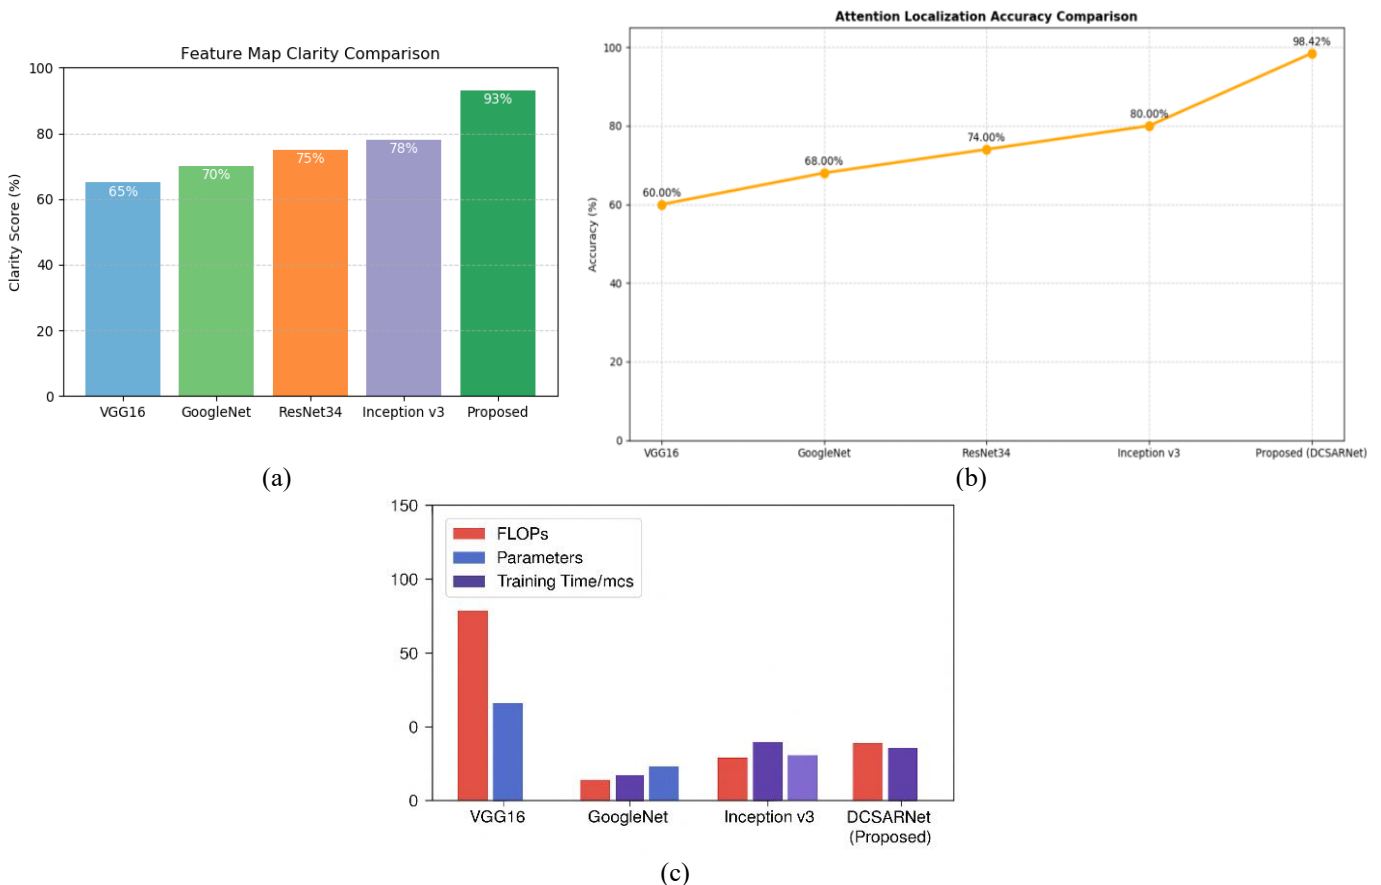 Feature Map Clarity Comparison
100
80
60
40
20
0
Clarity Score (%)
65%
70%
75%
78%
93%
VGG16 GoogleNet ResNet34 Inception v3 Proposed
(a)
Attention Localization Accuracy Comparison
100
80
60
40
20
0
Accuracy (%)
60.00%
68.00%
74.00%
80.00%
98.42%
VGG16 GoogleNet ResNet34 Inception v3 Proposed (DCSARNet)
(b)
150
100
50
0
0
FLOPs
Parameters
Training Time/mcs
VGG16 GoogleNet Inception v3 DCSARNet
(Proposed)
(c)